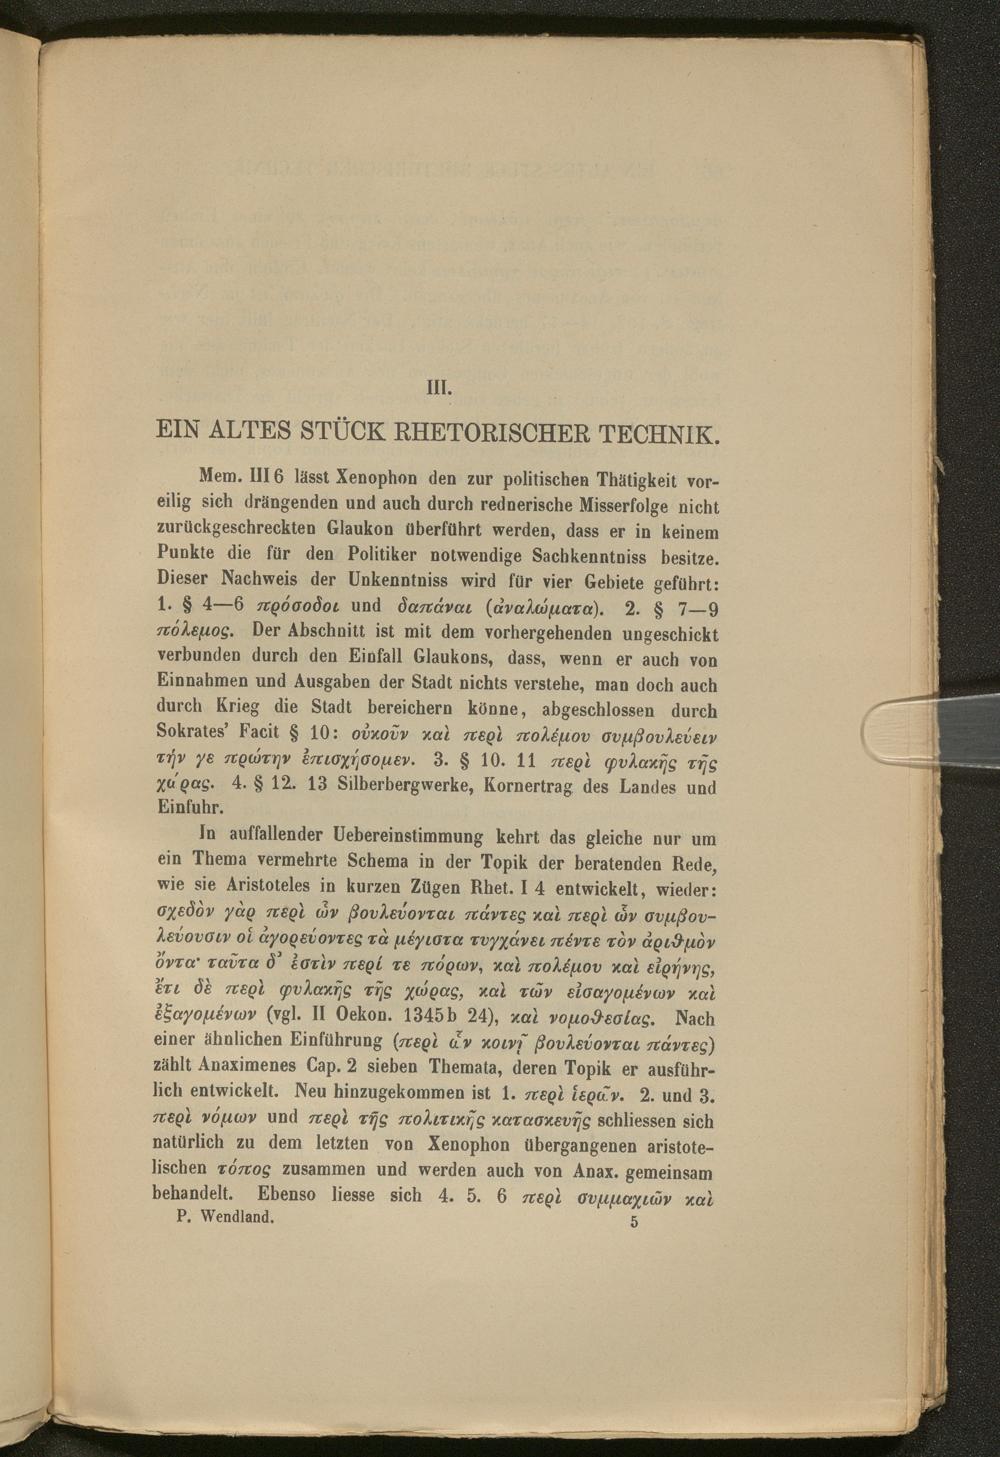 III.
EIN ALTES STÜCK RHETORISCHER TECHNIK.
Mem. III 6 lässt Xenophon den zur politischen Thätigkeit vor-
eilig sich drängenden und auch durch rednerische Misserfolge nicht
zurückgeschreckten Glaukon überführt werden, dass er in keinem
Punkte die für den Politiker notwendige Sachkenntniss besitze.
Dieser Nachweis der Unkenntniss wird für vier Gebiete geführt:
1. § 4—6 πρόσοδοι und δαπάναι (ἀναλώματα). 2. § 7—9
πόλεμος. Der Abschnitt ist mit dem vorhergehenden ungeschickt
verbunden durch den Einfall Glaukons, dass, wenn er auch von
Einnahmen und Ausgaben der Stadt nichts verstehe, man doch auch
durch Krieg die Stadt bereichern könne, abgeschlossen durch
Sokrates' Facit § 10: οὐκοῦν καὶ περὶ πολέμου συμβουλεύειν
τήν γε πρώτην ἐπισχήσομεν. 3. § 10. 11 περὶ φυλακῆς τῆς
χώρας. 4. § 12. 13 Silberbergwerke, Kornertrag des Landes und
Einfuhr.
In auffallender Uebereinstimmung kehrt das gleiche nur um
ein Thema vermehrte Schema in der Topik der beratenden Rede,
wie sie Aristoteles in kurzen Zügen Rhet. I 4 entwickelt, wieder:
σχεδὸν γὰρ περὶ ὧν βουλεύονται πάντες καὶ περὶ ὧν συμβου-
λεύουσιν οἱ ἀγορεύοντες τὰ μέγιστα τυγχάνει πέντε τὸν ἀριϑμὸν
ὄντα· ταῦτα δ' ἐστὶν περί τε πόρων, καὶ πολέμου καὶ εἰρήνης,
ἔτι δὲ περὶ φυλακῆς τῆς χώρας, καὶ τῶν εἰσαγομένων καὶ
ἐξαγομένων (vgl. II Oekon. 1345b 24), καὶ νομοϑεσίας. Nach
einer ähnlichen Einführung (περὶ ὧν κοινῇ βουλεύονται πάντες)
zählt Anaximenes Cap. 2 sieben Themata, deren Topik er ausführ-
lich entwickelt. Neu hinzugekommen ist 1. περὶ ἱερῶν. 2. und 3.
περὶ νόμων und περὶ τῆς πολιτικῆς κατασκευῆς schliessen sich
natürlich zu dem letzten von Xenophon übergangenen aristote-
lischen τόπος zusammen und werden auch von Anax. gemeinsam
behandelt. Ebenso liesse sich 4. 5. 6 περὶ συμμαχιῶν καὶ
P. Wendland. 5